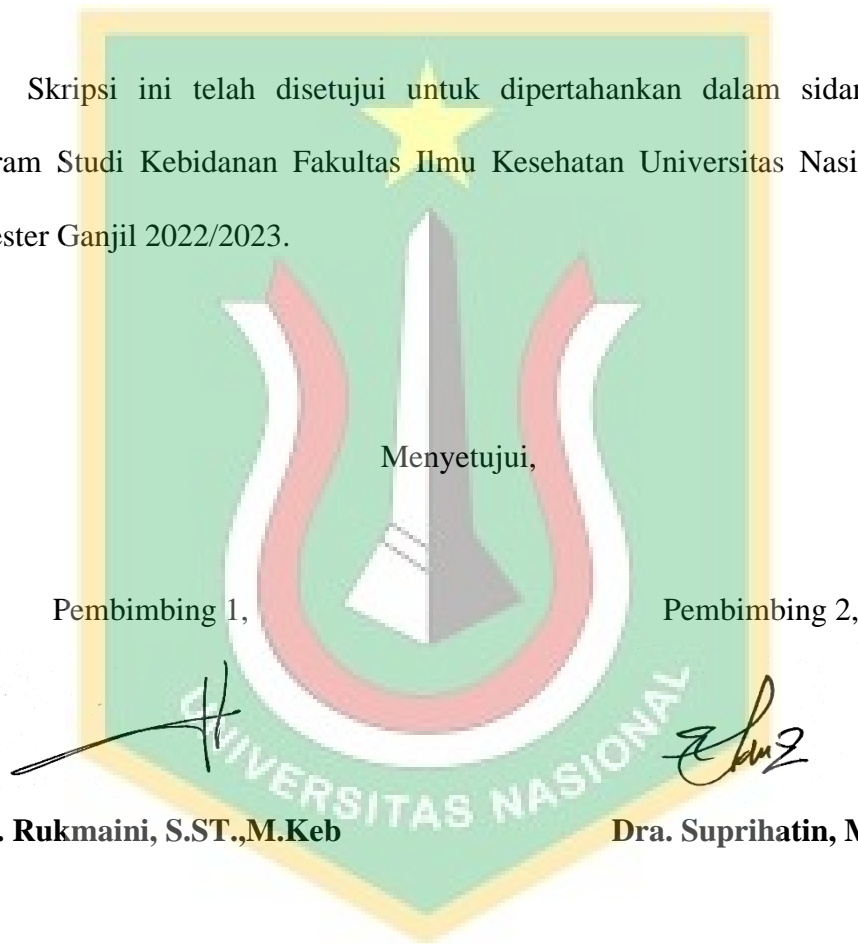 Skripsi ini telah disetujui untuk dipertahankan dalam sidan
ram Studi Kebidanan Fakultas Ilmu Kesehatan Universitas Nasi
ester Ganjil 2022/2023.
Menyetujui,
Pembimbing 1, Pembimbing 2,
UNIVERSITAS NASIONAL
. Rukmaini, S.ST.,M.Keb Dra. Suprihatin, M